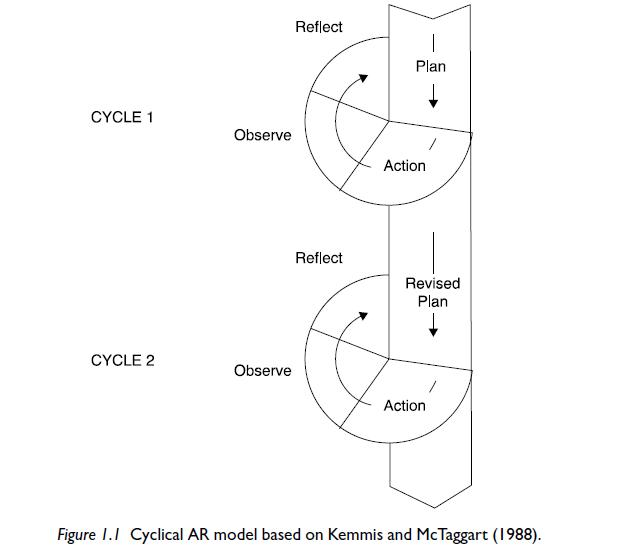 Reflect
Plan
CYCLE 1
Observe
Action
Reflect
Revised
Plan
CYCLE 2
Observe
Action
Figure 1.1 Cyclical AR model based on Kemmis and McTaggart (1988).